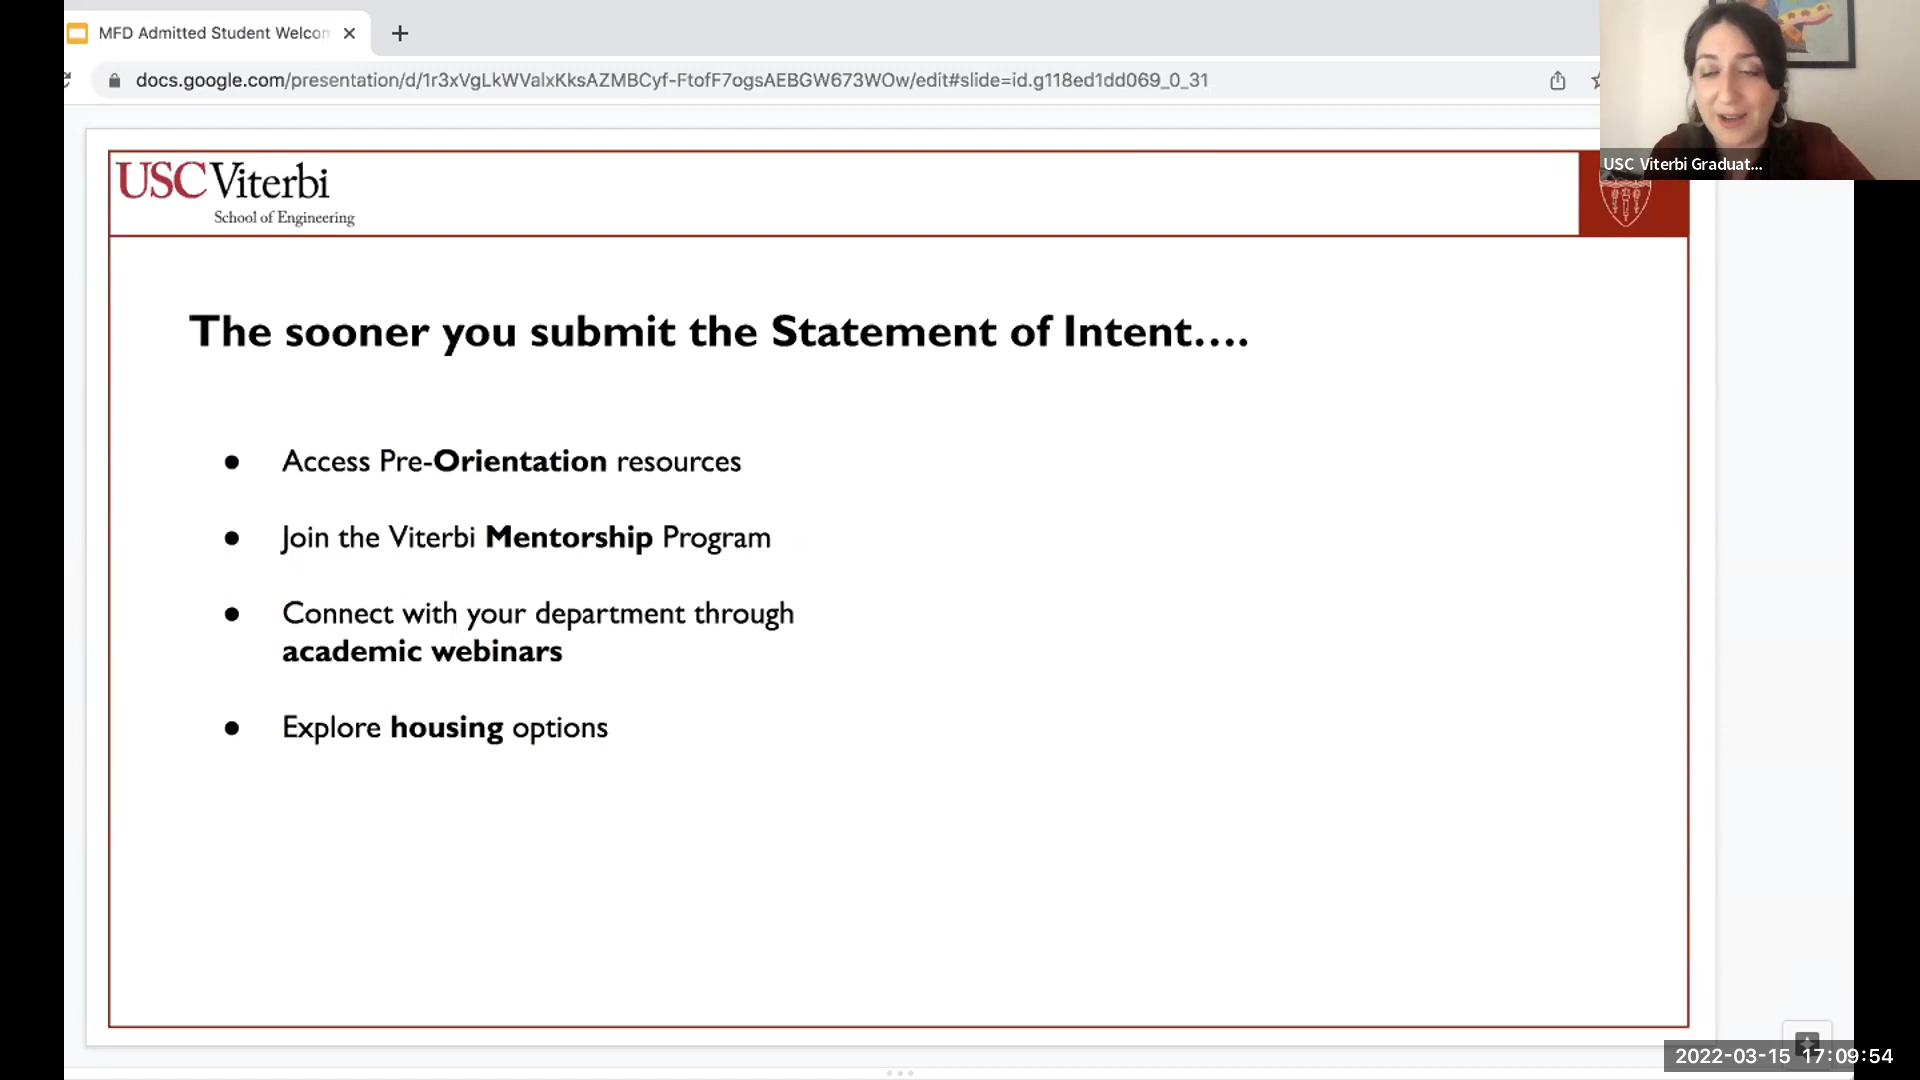 MFD Admitted Student Welcom
docs.google.com/presentation/d/1r3xVgLkWValxKksAZMBCyf-FtofF7ogsAEBGW673WOw/edit#slide=id.g118ed1dd069_0_31
USC Viterbi Graduat...
USC Viterbi
School of Engineering
The sooner you submit the Statement of Intent....
● Access Pre-Orientation resources
● Join the Viterbi Mentorship Program
● Connect with your department through
academic webinars
● Explore housing options
2022-03-15 17:09:54